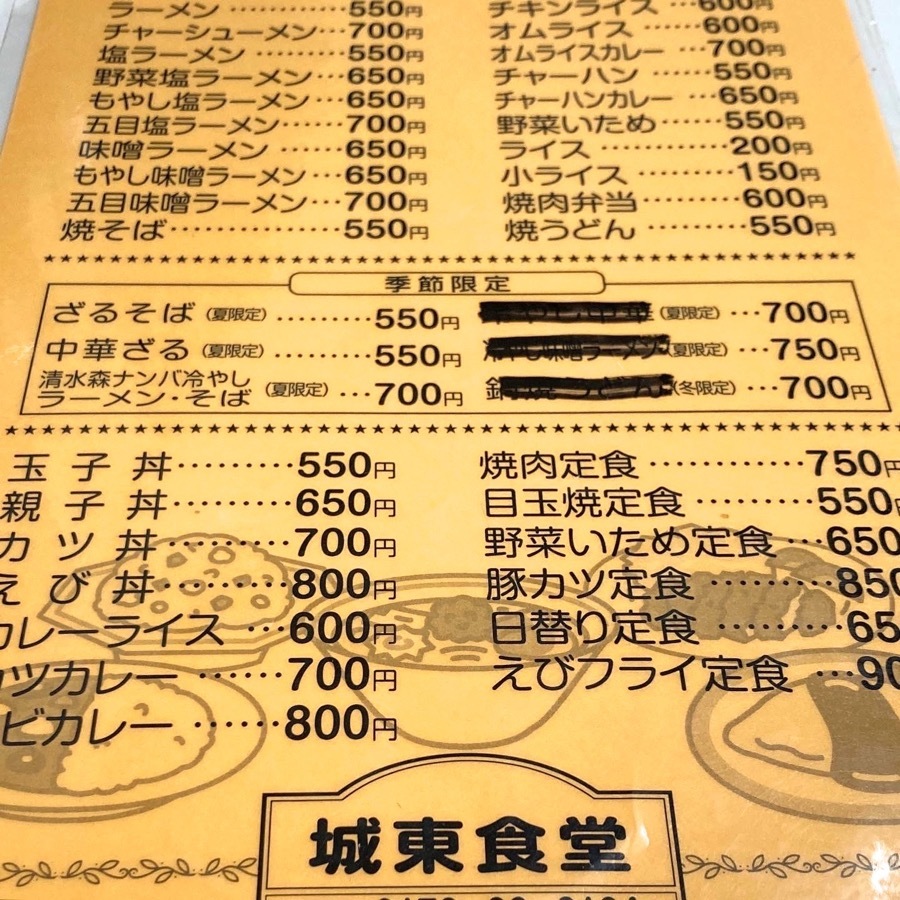 ラーメン…………550円
チャーシューメン…700円
塩ラーメン………550円
野菜塩ラーメン…650円
もやし塩ラーメン…650円
五目塩ラーメン……700円
味噌ラーメン……650円
もやし味噌ラーメン…650円
五目味噌ラーメン…700円
焼そば……………550円
チキンライス……600円
オムライス………600円
オムライスカレー…700円
チャーハン………550円
チャーハンカレー…650円
野菜いため………550円
ライス……………200円
小ライス…………150円
焼肉弁当…………600円
焼うどん…………550円
季節限定
ざるそば(夏限定)………550円
中華ざる(夏限定)………550円
清水森ナンバ冷やし
ラーメン・そば(夏限定)…700円
やし中華(夏限定)…700円
冷やし味噌ラーメン(夏限定)…750円
鍋焼うどん(冬限定)……700円
玉子丼…………550円
親子丼…………650円
カツ丼…………700円
えび丼…………800円
カレーライス…600円
ツカレー……700円
ビカレー……800円
焼肉定食…………750円
目玉焼定食………550
野菜いため定食…650
豚カツ定食………850
日替り定食………65
えびフライ定食…90
城東食堂